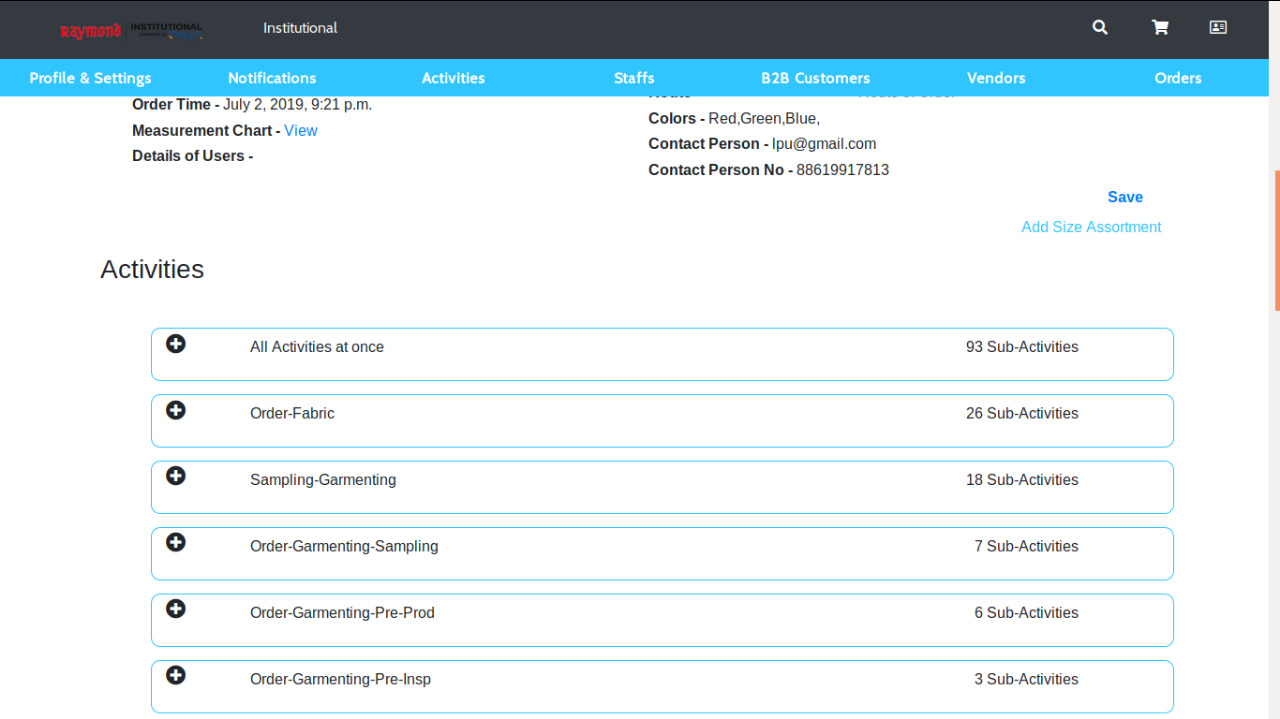 Raymond INSTITUTIONAL Institutional
powered by
Profile & Settings Notifications Activities Staffs B2B Customers Vendors Orders
Order Time - July 2, 2019, 9:21 p.m.
Measurement Chart - View
Details of Users -
Colors - Red,Green,Blue,
Contact Person - lpu@gmail.com
Contact Person No - 88619917813
Save
Add Size Assortment
Activities
All Activities at once 93 Sub-Activities
Order-Fabric 26 Sub-Activities
Sampling-Garmenting 18 Sub-Activities
Order-Garmenting-Sampling 7 Sub-Activities
Order-Garmenting-Pre-Prod 6 Sub-Activities
Order-Garmenting-Pre-Insp 3 Sub-Activities